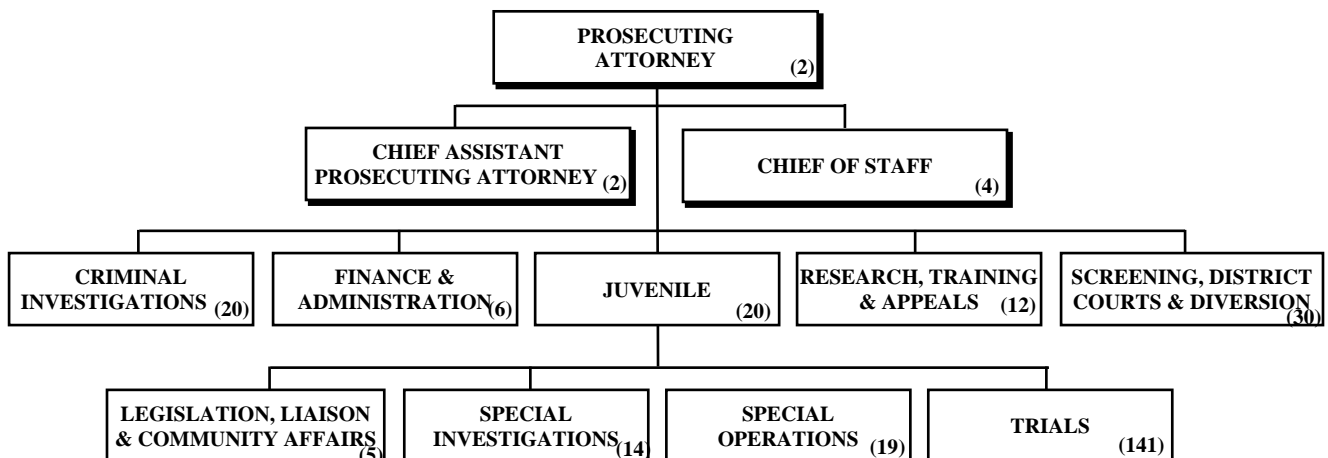 PROSECUTING
ATTORNEY
(2)
CHIEF ASSISTANT
PROSECUTING ATTORNEY (2)
CHIEF OF STAFF
(4)
CRIMINAL
INVESTIGATIONS (20)
FINANCE &
ADMINISTRATION (6)
JUVENILE
(20)
RESEARCH, TRAINING
& APPEALS (12)
SCREENING, DISTRICT
COURTS & DIVERSION
(30)
LEGISLATION, LIAISON
& COMMUNITY AFFAIRS
(5)
SPECIAL
INVESTIGATIONS (14)
SPECIAL
OPERATIONS (19)
TRIALS
(141)